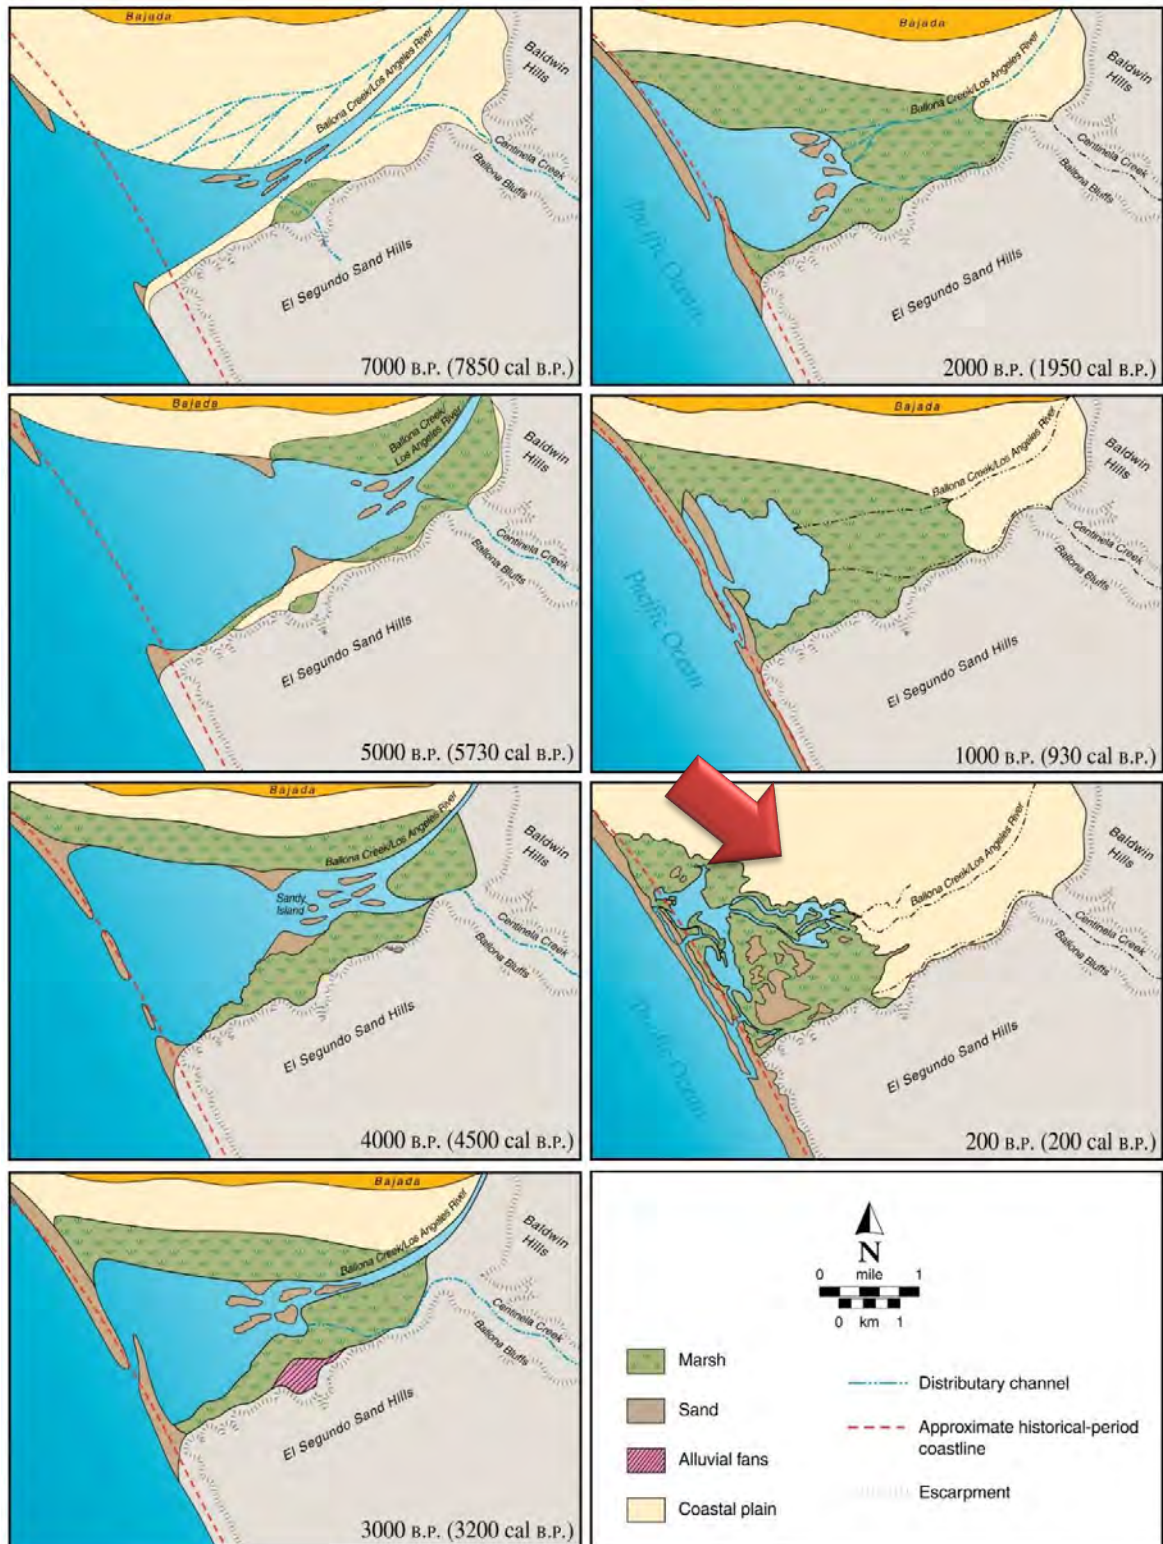 Bajada
Ballona Creek/Los Angeles River
Baldwin
Hills
Centinela Creek
Ballona Bluffs
El Segundo Sand Hills
7000 B.P. (7850 cal B.P.)
Bajada
Ballona Creek/
Los Angeles River
Baldwin
Hills
Centinela Creek
Ballona Bluffs
El Segundo Sand Hills
5000 B.P. (5730 cal B.P.)
Bajada
Ballona Creek/Los Angeles River
Baldwin
Hills
Sandy
Island
Centinela Creek
Ballona Bluffs
El Segundo Sand Hills
4000 B.P. (4500 cal B.P.)
Bajada
Ballona Creek/Los Angeles River
Baldwin
Hills
Centinela Creek
Ballona Bluffs
El Segundo Sand Hills
3000 B.P. (3200 cal B.P.)
Bajada
Ballona Creek/Los Angeles River
Baldwin
Hills
Centinela Creek
Ballona Bluffs
Pacific Ocean
El Segundo Sand Hills
2000 B.P. (1950 cal B.P.)
Bajada
Ballona Creek/Los Angeles River
Baldwin
Hills
Centinela Creek
Ballona Bluffs
Pacific Ocean
El Segundo Sand Hills
1000 B.P. (930 cal B.P.)
Ballona Creek/Los Angeles River
Baldwin
Hills
Centinela Creek
Ballona Bluffs
Pacific Ocean
El Segundo Sand Hills
200 B.P. (200 cal B.P.)
N
0 mile 1
0 km 1
Marsh
Sand
Alluvial fans
Coastal plain
Distributary channel
Approximate historical-period
coastline
Escarpment